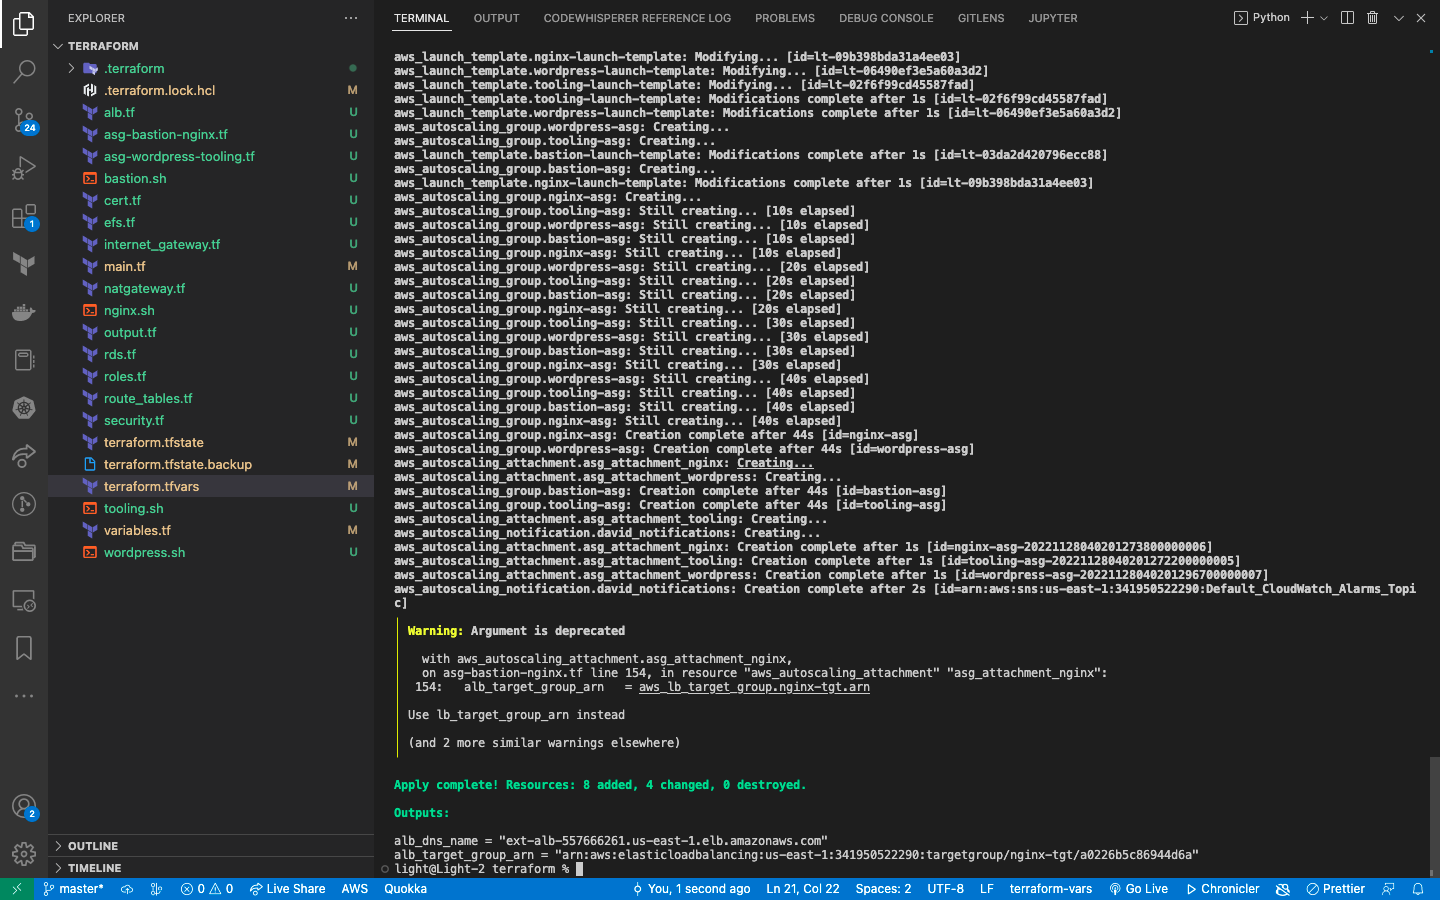 EXPLORER
TERRAFORM
.terraform
.terraform.lock.hcl M
alb.tf U
asg-bastion-nginx.tf U
asg-wordpress-tooling.tf U
bastion.sh U
cert.tf U
efs.tf U
internet_gateway.tf U
main.tf M
natgateway.tf U
nginx.sh U
output.tf U
rds.tf U
roles.tf U
route_tables.tf U
security.tf U
terraform.tfstate M
terraform.tfstate.backup M
terraform.tfvars M
tooling.sh U
variables.tf M
wordpress.sh U
OUTLINE
TIMELINE
24
1
2
TERMINAL OUTPUT CODEWHISPERER REFERENCE LOG PROBLEMS DEBUG CONSOLE GITLENS JUPYTER Python
aws_launch_template.nginx-launch-template: Modifying... [id=lt-09b398bda31a4ee03]
aws_launch_template.wordpress-launch-template: Modifying... [id=lt-06490ef3e5a60a3d2]
aws_launch_template.tooling-launch-template: Modifying... [id=lt-02f6f99cd45587fad]
aws_launch_template.tooling-launch-template: Modifications complete after 1s [id=lt-02f6f99cd45587fad]
aws_launch_template.wordpress-launch-template: Modifications complete after 1s [id=lt-06490ef3e5a60a3d2]
aws_autoscaling_group.wordpress-asg: Creating...
aws_autoscaling_group.tooling-asg: Creating...
aws_launch_template.bastion-launch-template: Modifications complete after 1s [id=lt-03da2d420796ecc88]
aws_autoscaling_group.bastion-asg: Creating...
aws_launch_template.nginx-launch-template: Modifications complete after 1s [id=lt-09b398bda31a4ee03]
aws_autoscaling_group.nginx-asg: Creating...
aws_autoscaling_group.tooling-asg: Still creating... [10s elapsed]
aws_autoscaling_group.wordpress-asg: Still creating... [10s elapsed]
aws_autoscaling_group.bastion-asg: Still creating... [10s elapsed]
aws_autoscaling_group.nginx-asg: Still creating... [10s elapsed]
aws_autoscaling_group.wordpress-asg: Still creating... [20s elapsed]
aws_autoscaling_group.tooling-asg: Still creating... [20s elapsed]
aws_autoscaling_group.bastion-asg: Still creating... [20s elapsed]
aws_autoscaling_group.nginx-asg: Still creating... [20s elapsed]
aws_autoscaling_group.tooling-asg: Still creating... [30s elapsed]
aws_autoscaling_group.wordpress-asg: Still creating... [30s elapsed]
aws_autoscaling_group.bastion-asg: Still creating... [30s elapsed]
aws_autoscaling_group.nginx-asg: Still creating... [30s elapsed]
aws_autoscaling_group.wordpress-asg: Still creating... [40s elapsed]
aws_autoscaling_group.tooling-asg: Still creating... [40s elapsed]
aws_autoscaling_group.bastion-asg: Still creating... [40s elapsed]
aws_autoscaling_group.nginx-asg: Still creating... [40s elapsed]
aws_autoscaling_group.nginx-asg: Creation complete after 44s [id=nginx-asg]
aws_autoscaling_group.wordpress-asg: Creation complete after 44s [id=wordpress-asg]
aws_autoscaling_attachment.asg_attachment_nginx: Creating...
aws_autoscaling_attachment.asg_attachment_wordpress: Creating...
aws_autoscaling_group.bastion-asg: Creation complete after 44s [id=bastion-asg]
aws_autoscaling_group.tooling-asg: Creation complete after 44s [id=tooling-asg]
aws_autoscaling_attachment.asg_attachment_tooling: Creating...
aws_autoscaling_notification.david_notifications: Creating...
aws_autoscaling_attachment.asg_attachment_nginx: Creation complete after 1s [id=nginx-asg-20221128040201273800000006]
aws_autoscaling_attachment.asg_attachment_tooling: Creation complete after 1s [id=tooling-asg-20221128040201272200000005]
aws_autoscaling_attachment.asg_attachment_wordpress: Creation complete after 1s [id=wordpress-asg-20221128040201296700000007]
aws_autoscaling_notification.david_notifications: Creation complete after 2s [id=arn:aws:sns:us-east-1:341950522290:Default_CloudWatch_Alarms_Topi
c]
Warning: Argument is deprecated
with aws_autoscaling_attachment.asg_attachment_nginx,
on asg-bastion-nginx.tf line 154, in resource "aws_autoscaling_attachment" "asg_attachment_nginx":
154: alb_target_group_arn = aws_lb_target_group.nginx-tgt.arn
Use lb_target_group_arn instead
(and 2 more similar warnings elsewhere)
Apply complete! Resources: 8 added, 4 changed, 0 destroyed.
Outputs:
alb_dns_name = "ext-alb-557666261.us-east-1.elb.amazonaws.com"
alb_target_group_arn = "arn:aws:elasticloadbalancing:us-east-1:341950522290:targetgroup/nginx-tgt/a0226b5c86944d6a"
light@Light-2 terraform %
master* 0 0 Live Share AWS Quokka You, 1 second ago Ln 21, Col 22 Spaces: 2 UTF-8 LF terraform-vars Go Live Chronicler Prettier